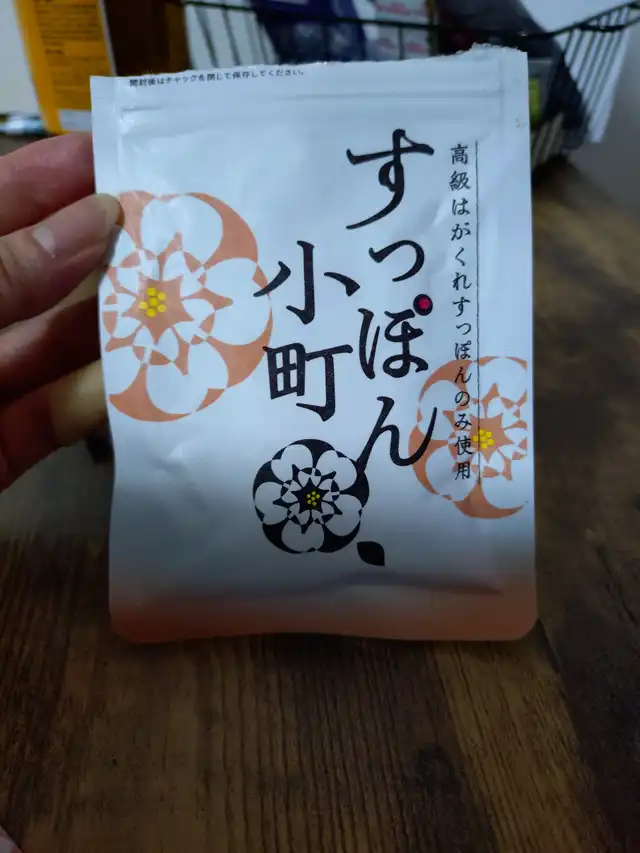 開封後はチャックを閉じて保存してください。
高級はがくれすっぽんのみ使用
すっぽん
小町